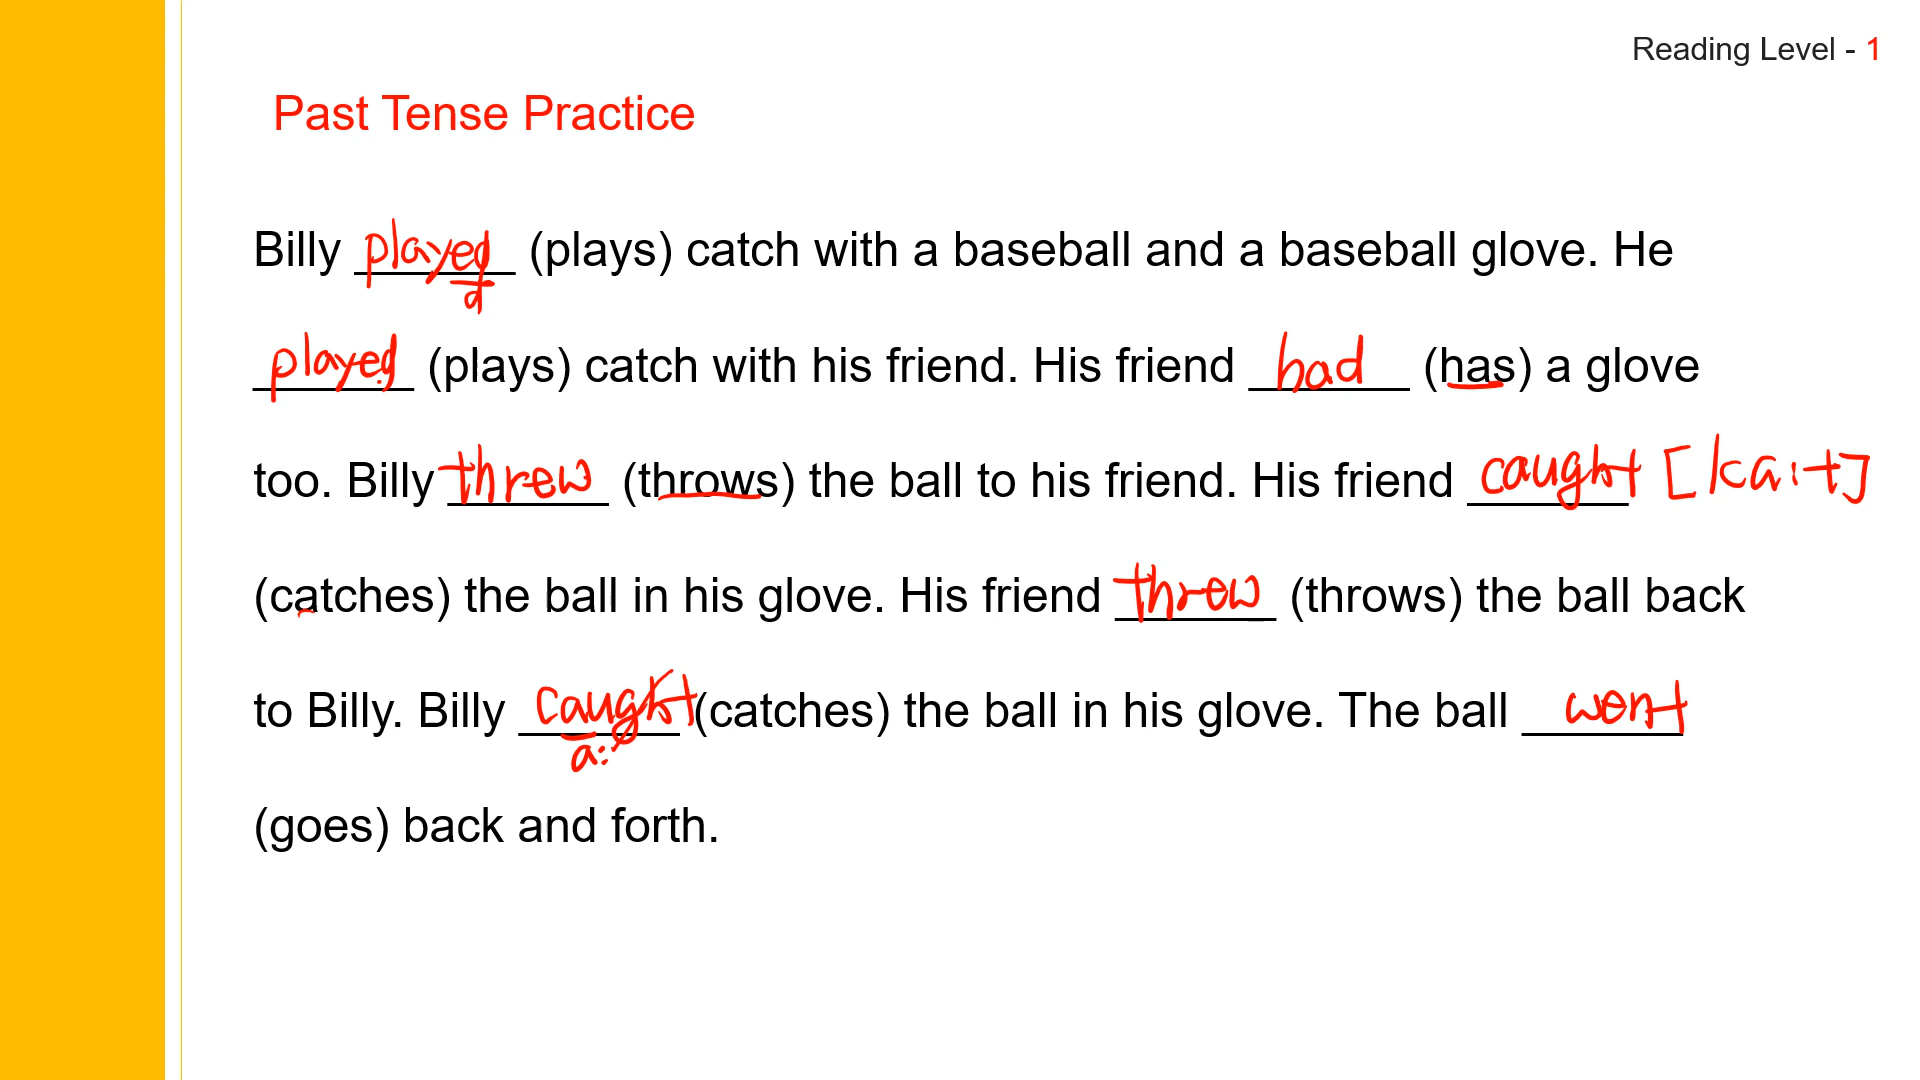 Reading Level - 1
Past Tense Practice
Billy played (plays) catch with a baseball and a baseball glove. He
d
played (plays) catch with his friend. His friend had (has) a glove
too. Billy threw (throws) the ball to his friend. His friend caught [ka:t]
(catches) the ball in his glove. His friend threw (throws) the ball back
to Billy. Billy caught (catches) the ball in his glove. The ball went
a:
(goes) back and forth.